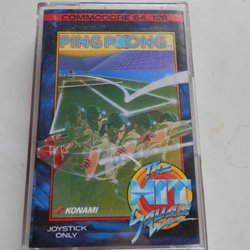 COMMODORE 64/128
PING PONG
KONAMI
the
HIT
SQUAD
JOYSTICK
ONLY